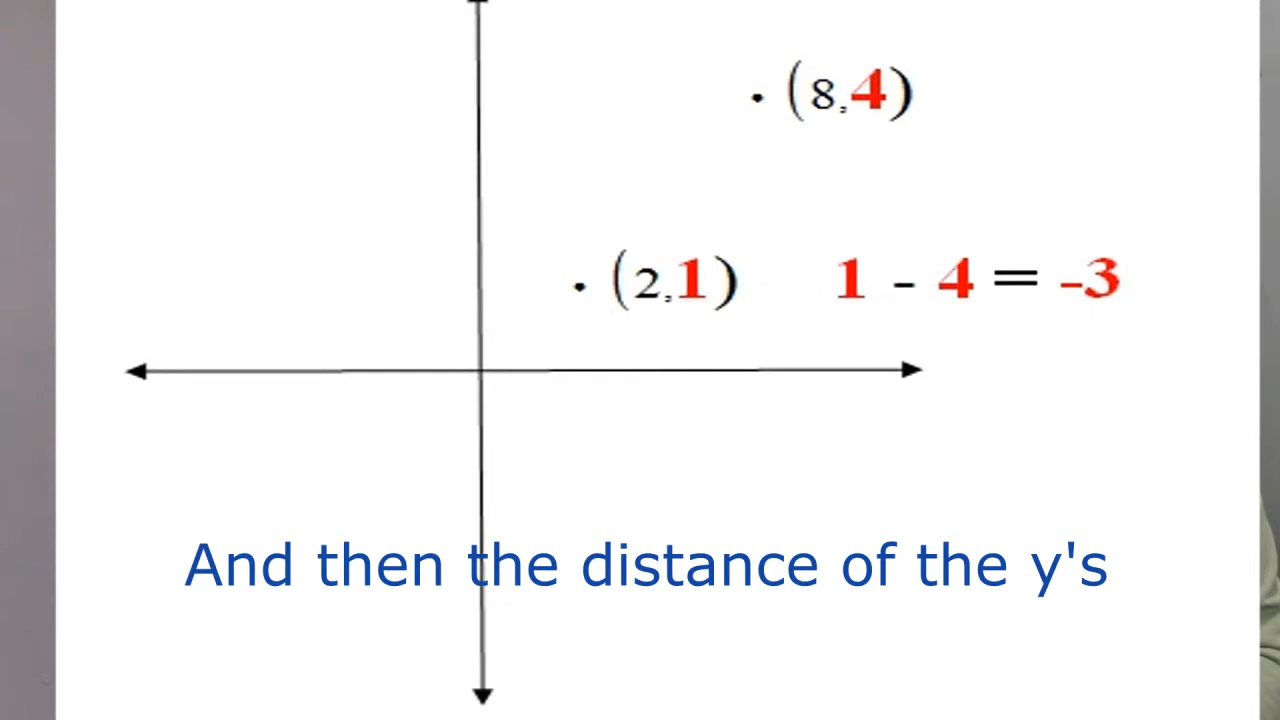 (8,4)
(2,1) 1 - 4 = -3
And then the distance of the y's